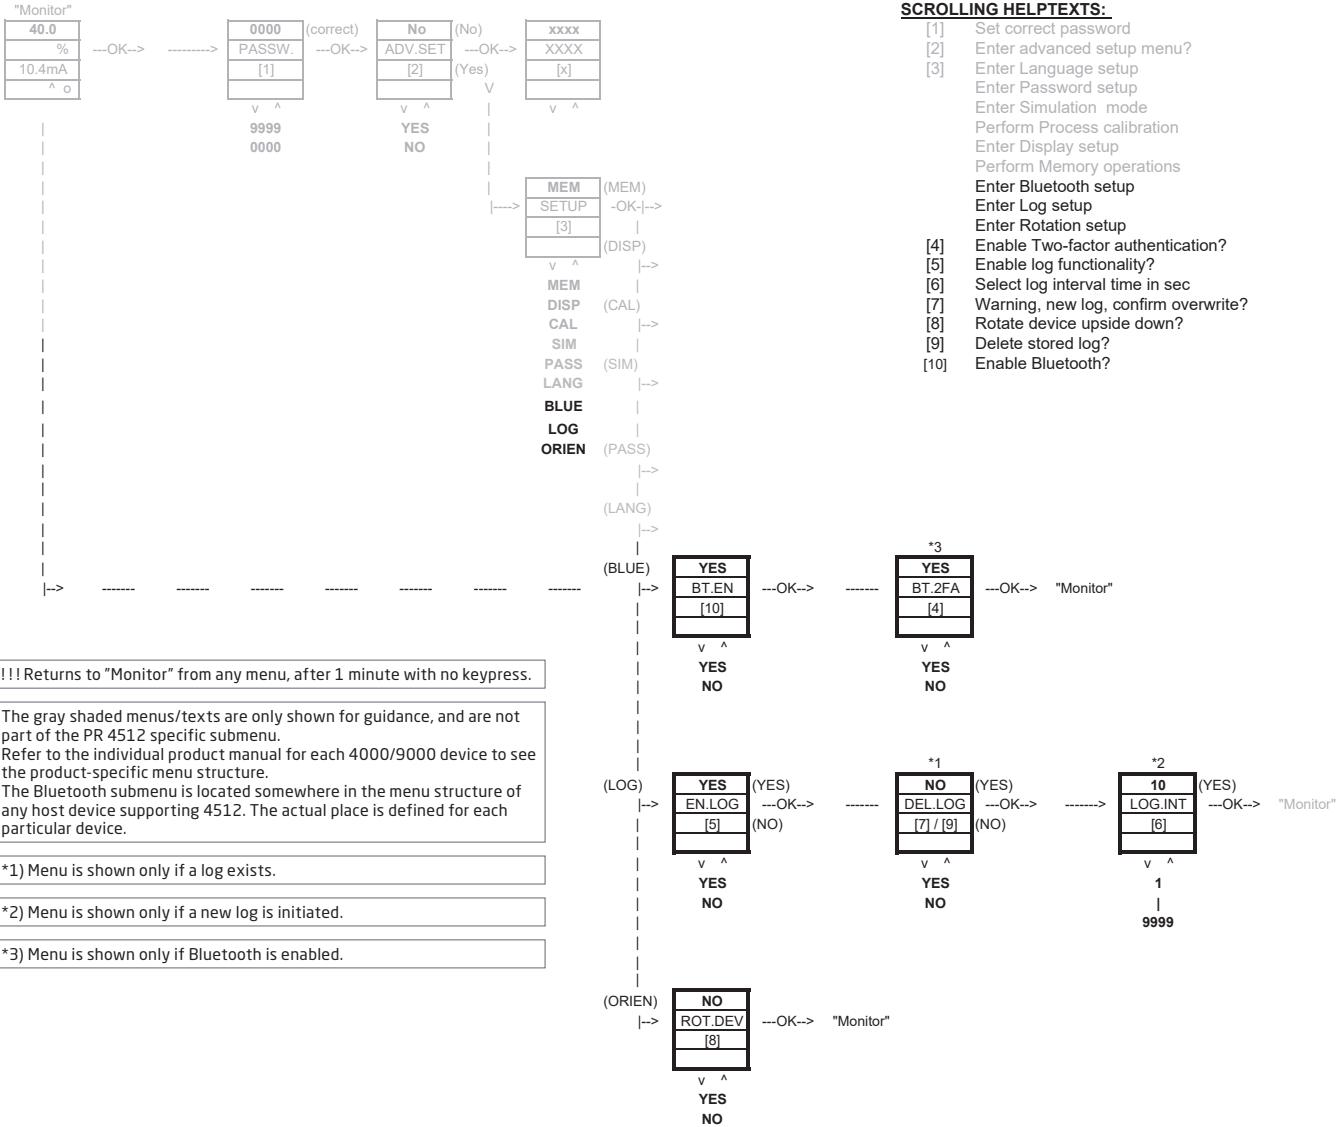 "Monitor"
40.0 0000 (correct) No (No) xxxx
% ---OK--> ---------> PASSW. ---OK--> ADV.SET ---OK--> XXXX
10.4mA [1] [2] (Yes) [x]
^ o V
v ^ v ^ | v ^
| 9999 YES |
| 0000 NO |
SCROLLING HELPTEXTS:
[1] Set correct password
[2] Enter advanced setup menu?
[3] Enter Language setup
Enter Password setup
Enter Simulation mode
Perform Process calibration
Enter Display setup
Perform Memory operations
Enter Bluetooth setup
Enter Log setup
Enter Rotation setup
[4] Enable Two-factor authentication?
[5] Enable log functionality?
[6] Select log interval time in sec
[7] Warning, new log, confirm overwrite?
[8] Rotate device upside down?
[9] Delete stored log?
[10] Enable Bluetooth?
MEM (MEM)
|----> SETUP -OK-|-->
[3] |
(DISP)
v ^ |-->
MEM |
DISP (CAL)
CAL |-->
SIM |
PASS (SIM)
LANG |-->
BLUE |
LOG |
ORIEN (PASS)
|-->
|
(LANG)
|-->
|
*3
(BLUE) YES YES
|--> ------- ------- ------- ------- ------- ------- ------- |--> BT.EN ---OK--> ------- BT.2FA ---OK--> "Monitor"
[10] [4]
v ^ v ^
YES YES
NO NO
!!! Returns to "Monitor" from any menu, after 1 minute with no keypress.
The gray shaded menus/texts are only shown for guidance, and are not
part of the PR 4512 specific submenu.
Refer to the individual product manual for each 4000/9000 device to see
the product-specific menu structure.
The Bluetooth submenu is located somewhere in the menu structure of
any host device supporting 4512. The actual place is defined for each
particular device.
*1) Menu is shown only if a log exists.
*2) Menu is shown only if a new log is initiated.
*3) Menu is shown only if Bluetooth is enabled.
*1 *2
(LOG) YES (YES) NO (YES) 10 (YES)
|--> EN.LOG ---OK--> ------- DEL.LOG ---OK--> -------> LOG.INT ---OK--> "Monitor"
[5] (NO) [7] / [9] (NO) [6]
v ^ v ^ v ^
YES YES 1
NO NO |
9999
(ORIEN) NO
|--> ROT.DEV ---OK--> "Monitor"
[8]
v ^
YES
NO